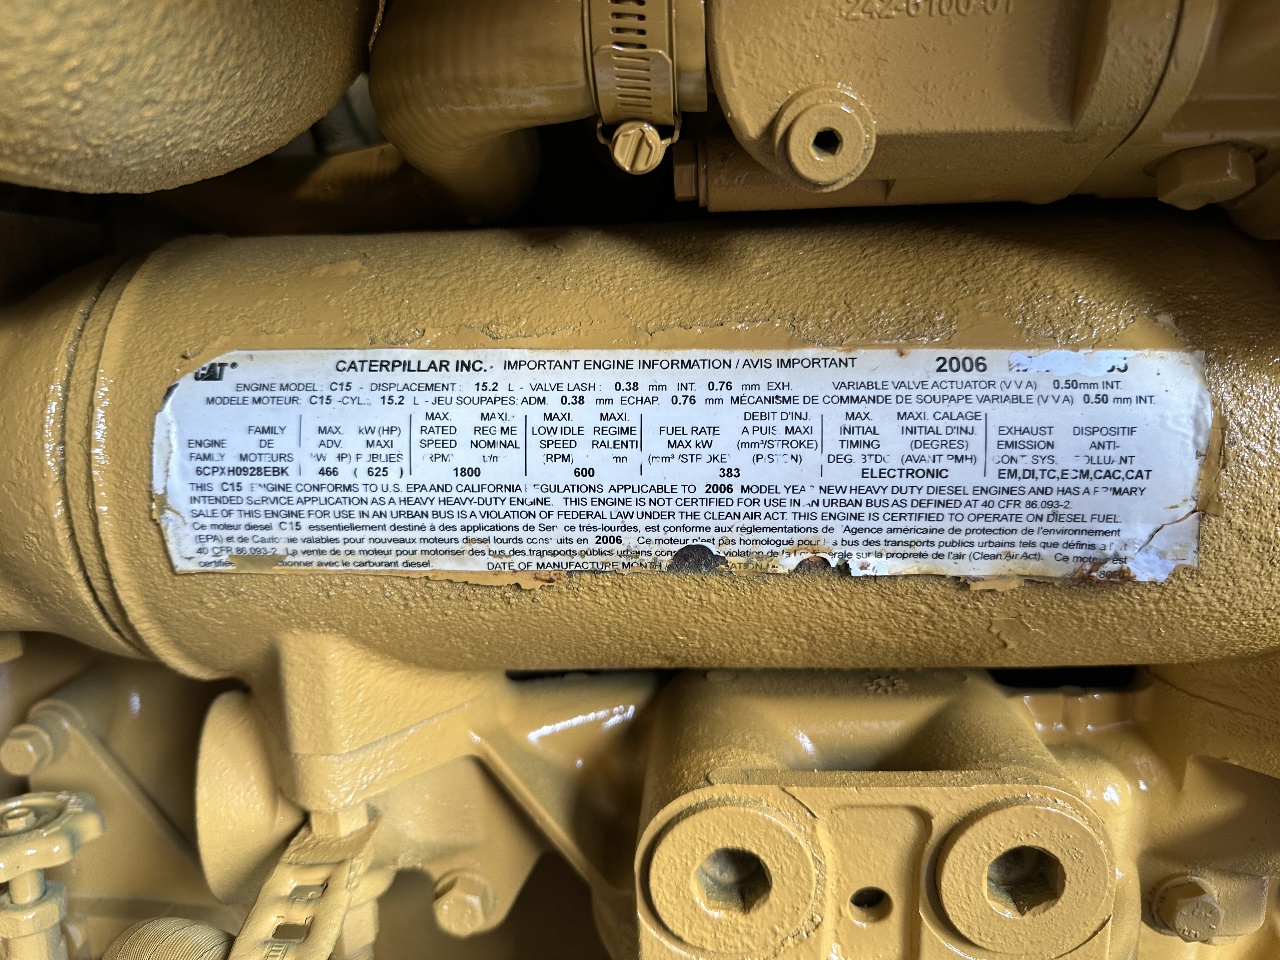 242-6100-01
CAT® CATERPILLAR INC. - IMPORTANT ENGINE INFORMATION / AVIS IMPORTANT 2006
ENGINE MODEL: C15 - DISPLACEMENT: 15.2 L - VALVE LASH: 0.38 mm INT. 0.76 mm EXH. VARIABLE VALVE ACTUATOR (V V A) 0.50mm INT.
MODELE MOTEUR: C15 -CYL.: 15.2 L - JEU SOUPAPES: ADM. 0.38 mm ECHAP. 0.76 mm MÉCANISME DE COMMANDE DE SOUPAPE VARIABLE (V V A) 0.50 mm INT.
MAX. MAXI. MAXI. MAXI. DEBIT D'INJ. MAX. MAXI. CALAGE
FAMILY MAX. kW (HP) RATED REGIME LOW IDLE REGIME FUEL RATE A PUIS. MAXI INITIAL INITIAL D'INJ. EXHAUST DISPOSITIF
ENGINE DE ADV. MAXI SPEED NOMINAL SPEED RALENTI MAX kW (mm³/STROKE) TIMING (DEGRES) EMISSION ANTI-
FAMILY MOTEURS kW (HP) PUBLIES (RPM) (RPM) (mm³/STROKE) (PISTON) DEG. BTDC (AVANT PMH) CONT. SYS. POLLUANT
6CPXH0928EBK 466 ( 625 ) 1800 600 383 ELECTRONIC EM,DI,TC,ECM,CAC,CAT
THIS C15 ENGINE CONFORMS TO U.S. EPA AND CALIFORNIA REGULATIONS APPLICABLE TO 2006 MODEL YEAR NEW HEAVY DUTY DIESEL ENGINES AND HAS A PRIMARY
INTENDED SERVICE APPLICATION AS A HEAVY HEAVY-DUTY ENGINE. THIS ENGINE IS NOT CERTIFIED FOR USE IN AN URBAN BUS AS DEFINED AT 40 CFR 86.093-2.
SALE OF THIS ENGINE FOR USE IN AN URBAN BUS IS A VIOLATION OF FEDERAL LAW UNDER THE CLEAN AIR ACT. THIS ENGINE IS CERTIFIED TO OPERATE ON DIESEL FUEL.
Ce moteur diesel C15 essentiellement destiné à des applications de Service très-lourdes, est conforme aux réglementations de l'Agence américaine de protection de l'environnement
(EPA) et de Californie valables pour nouveaux moteurs diesel lourds construits en 2006. Ce moteur n'est pas homologué pour les bus des transports publics urbains tels que définis à
40 CFR 86.093-2. La vente de ce moteur pour motoriser des bus des transports publics urbains violation de la générale sur la propreté de l'air (Clean Air Act). Ce moteur est
certifié fonctionner avec le carburant diesel. DATE OF MANUFACTURE MONTH